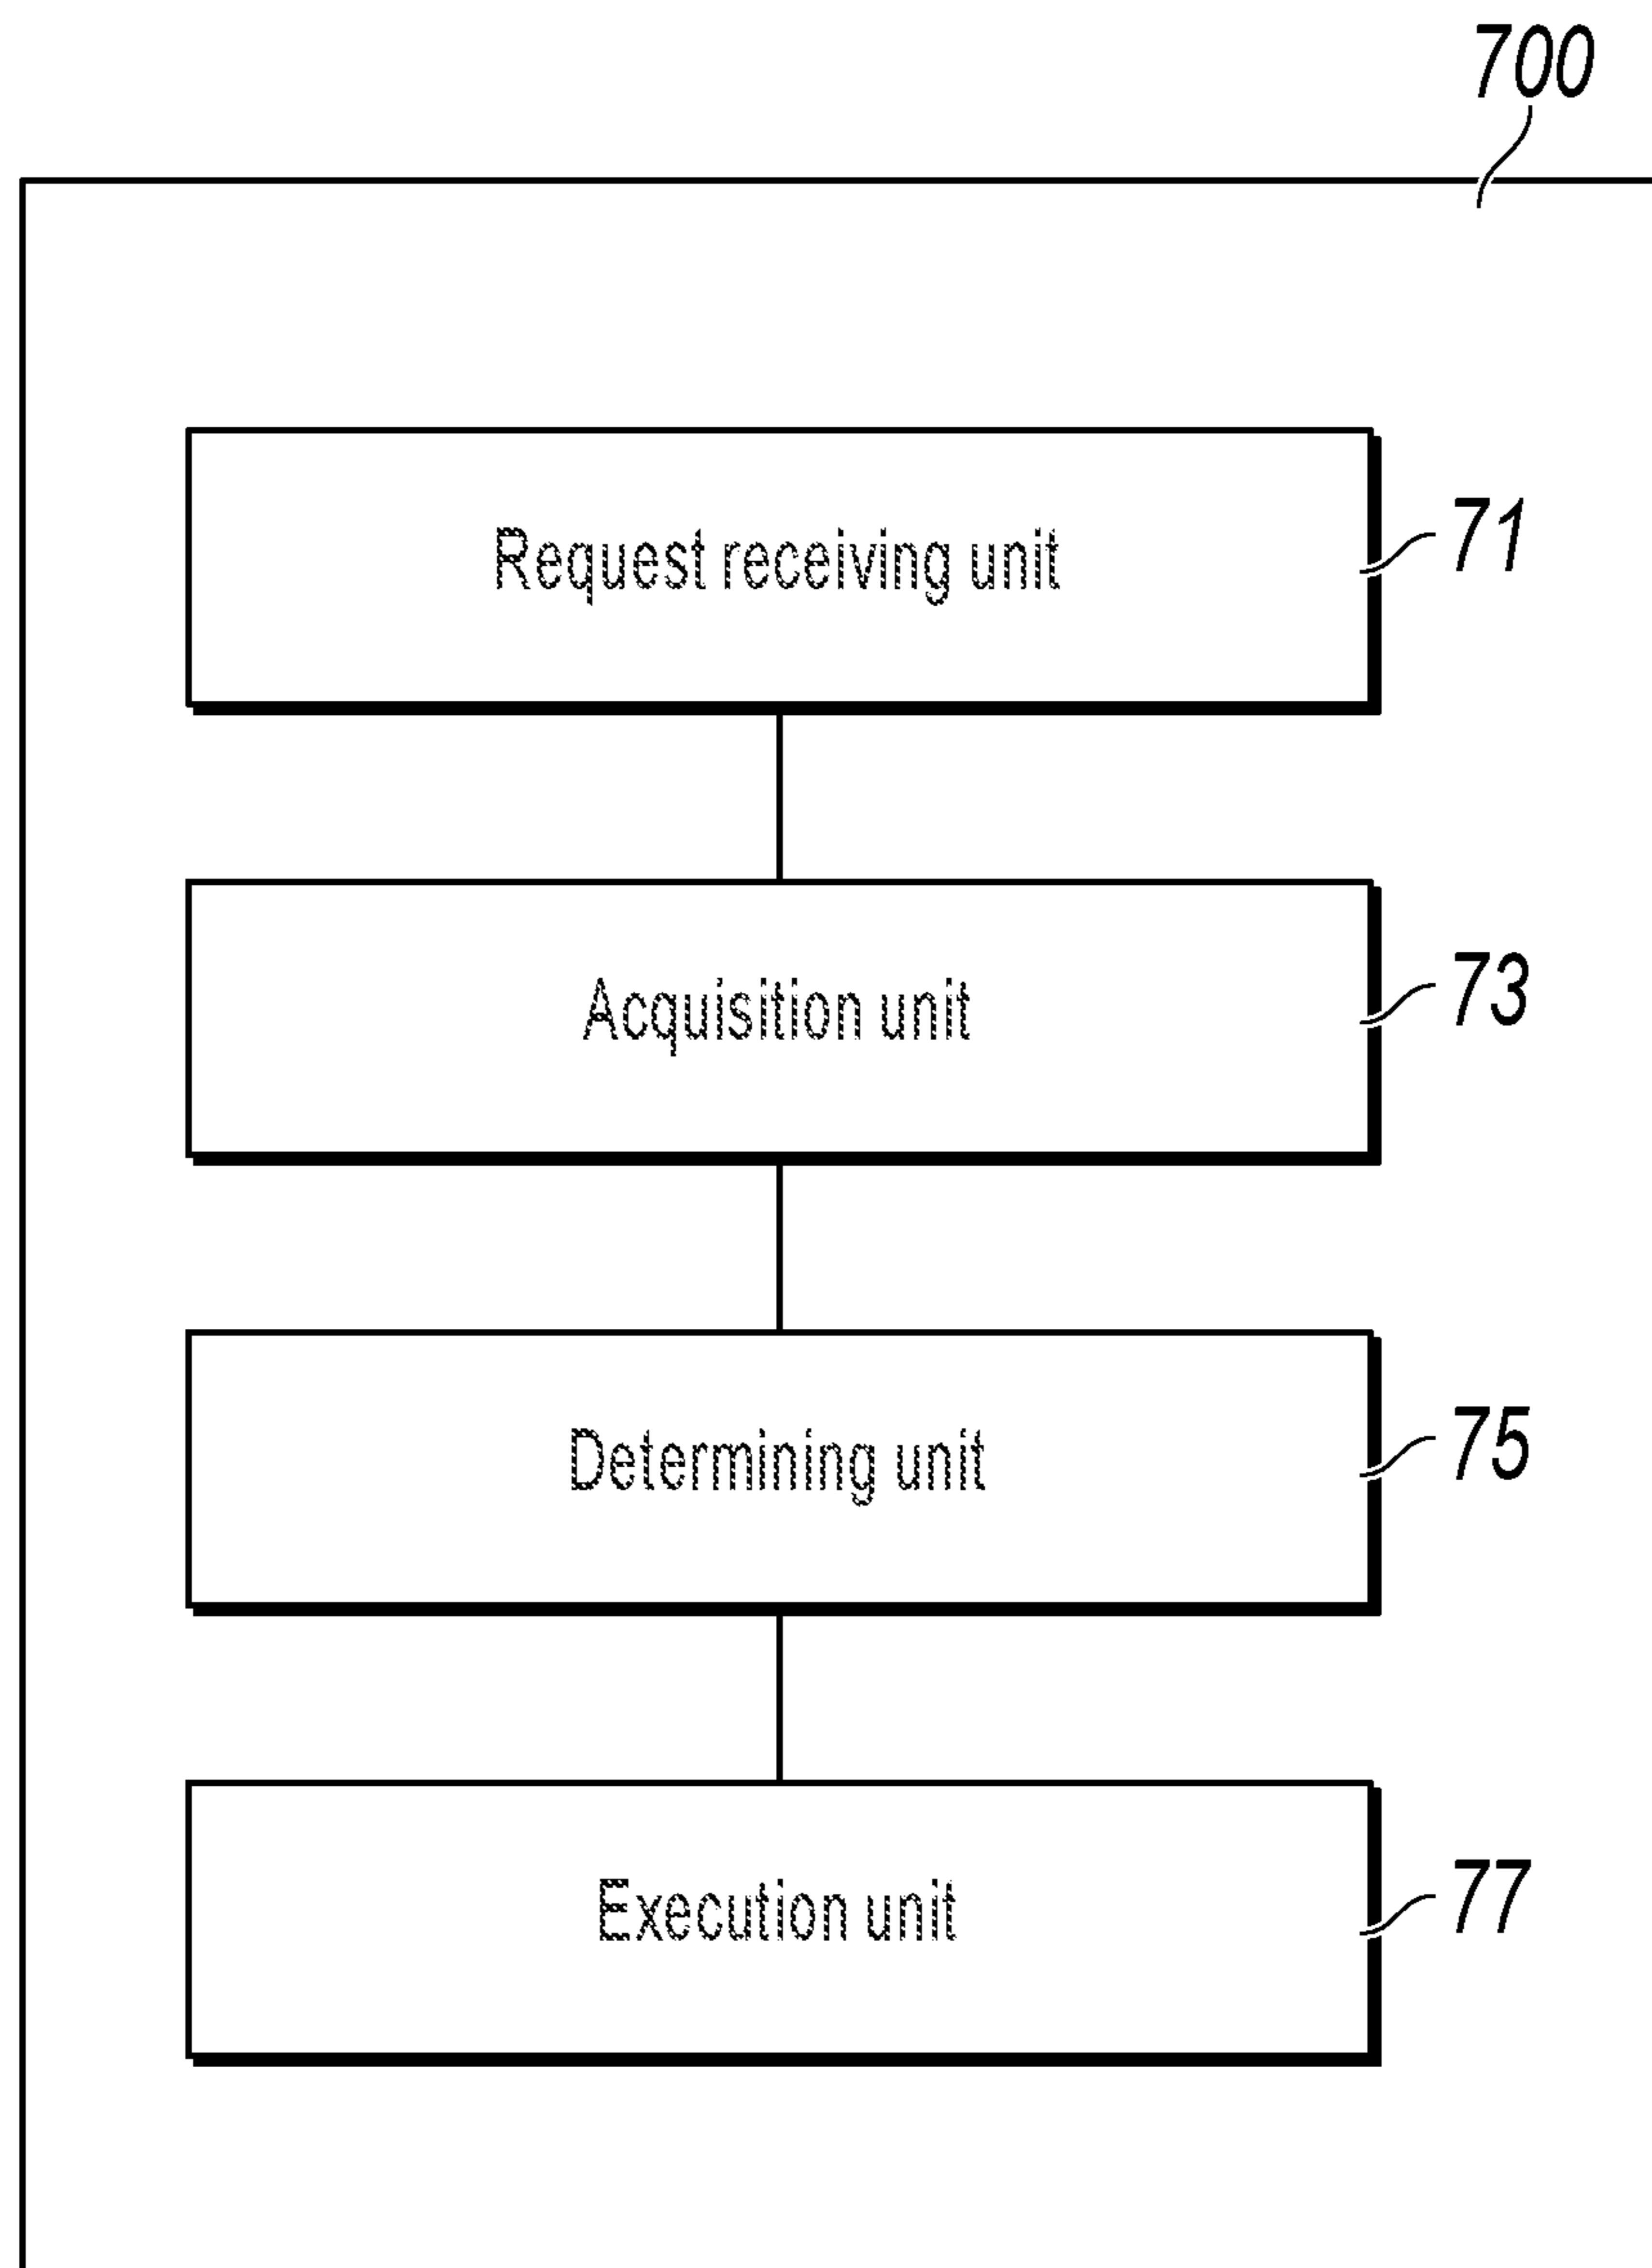 700
Request receiving unit
71
Acquisition unit
73
Determining unit
75
Execution unit
77